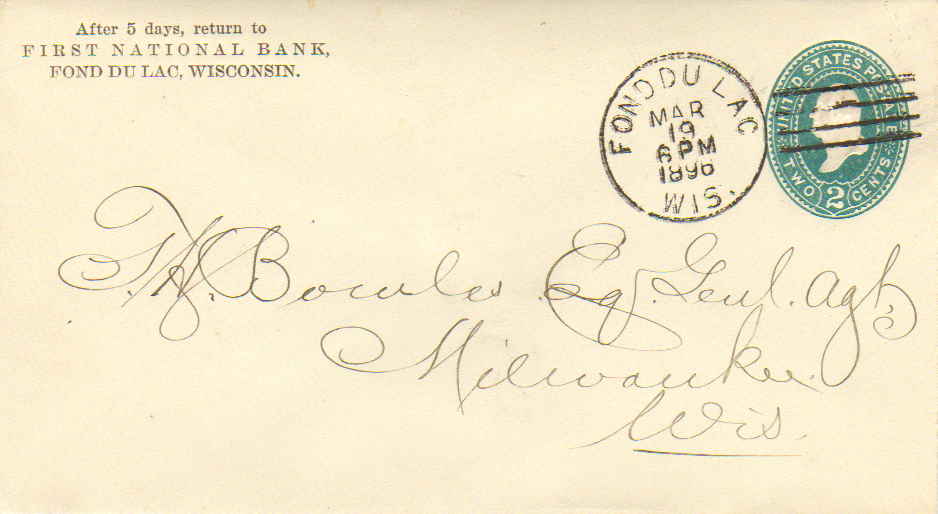 After 5 days, return to
FIRST NATIONAL BANK,
FOND DU LAC, WISCONSIN.
FOND DU LAC
MAR
19
6 PM
1896
WIS.
UNITED STATES POSTAGE
TWO 2 CENTS
T. H. Bowles Esq. Genl. Agt,
Milwaukee
Wis.